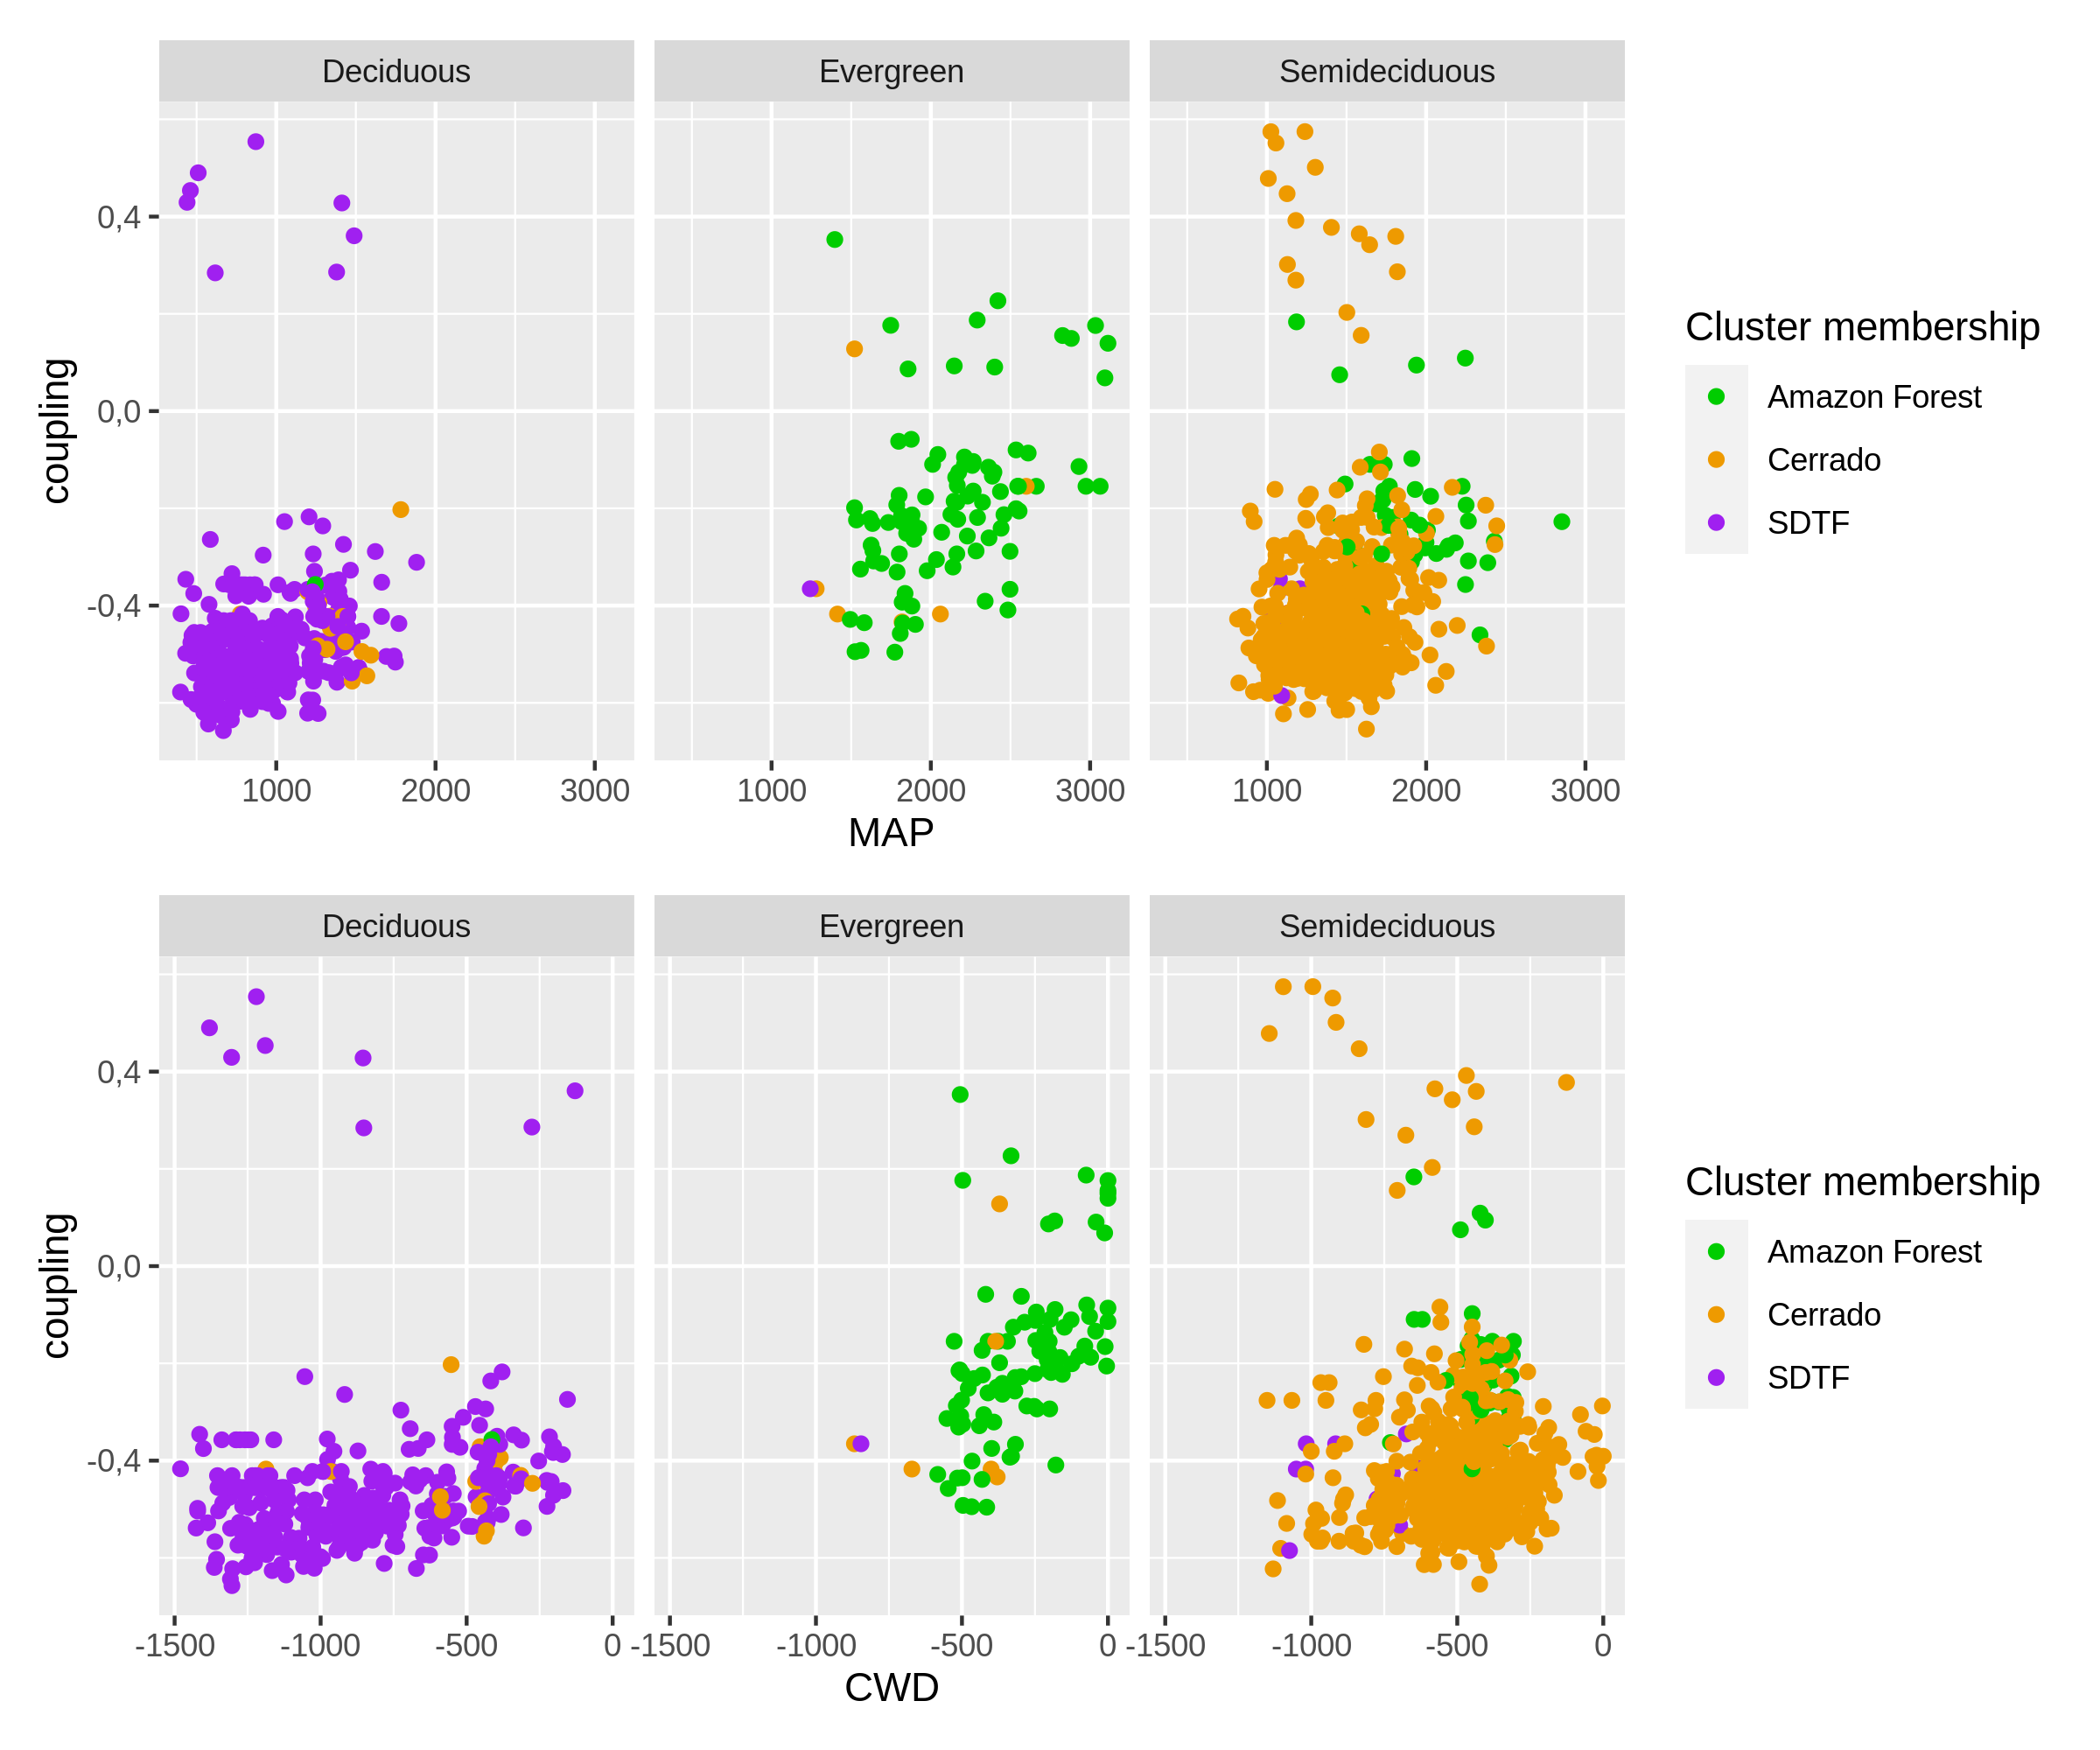 Deciduous Evergreen Semideciduous
0,4
0,0
-0,4
coupling
1000 2000 3000 1000 2000 3000 1000 2000 3000
MAP
Cluster membership
Amazon Forest
Cerrado
SDTF
Deciduous Evergreen Semideciduous
0,4
0,0
-0,4
coupling
-1500 -1000 -500 0 -1500 -1000 -500 0 -1500 -1000 -500 0
CWD
Cluster membership
Amazon Forest
Cerrado
SDTF